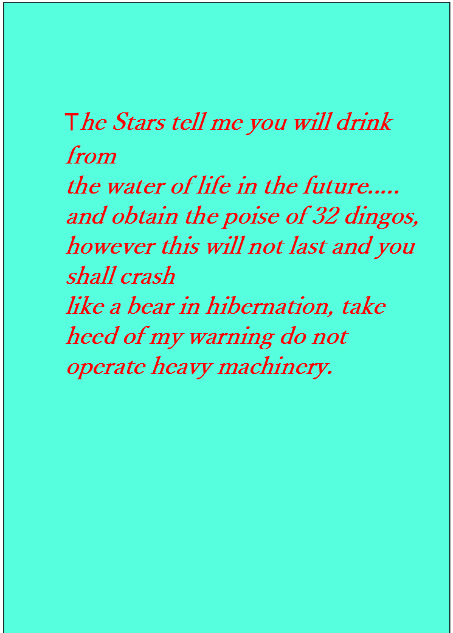 The Stars tell me you will drink
from
the water of life in the future.....
and obtain the poise of 32 dingos,
however this will not last and you
shall crash
like a bear in hibernation, take
heed of my warning do not
operate heavy machinery.